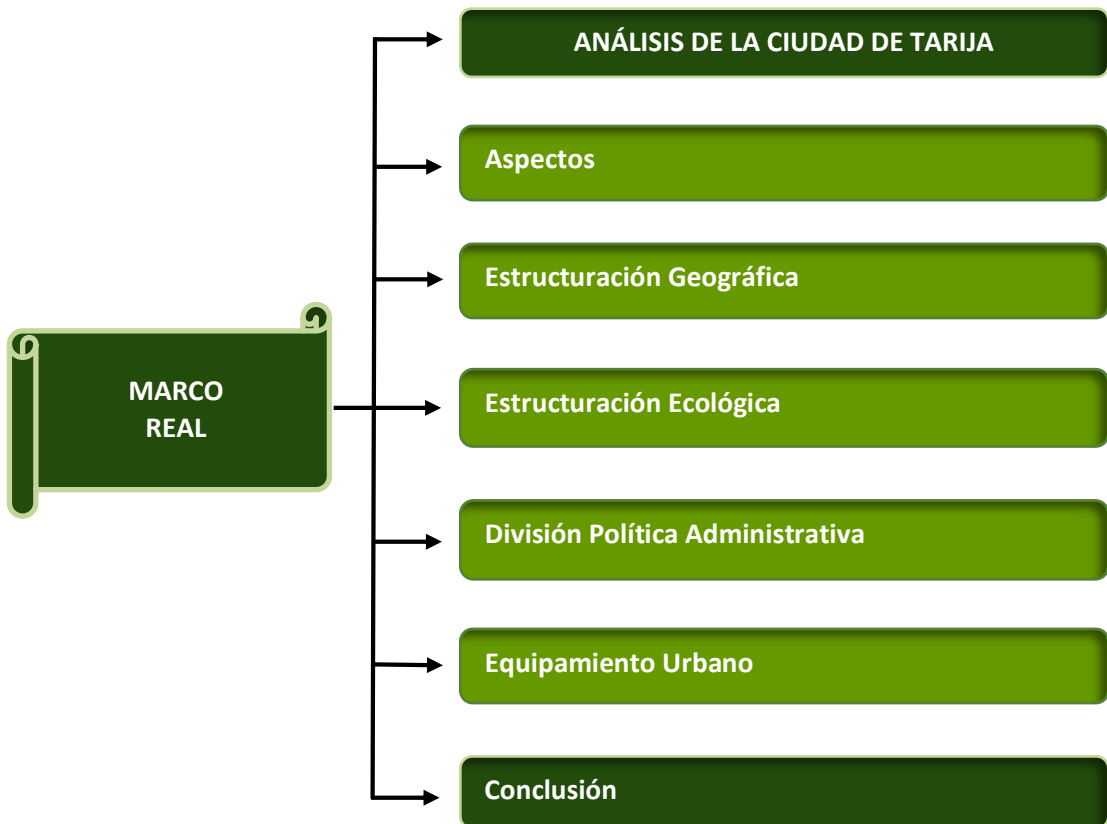 ANÁLISIS DE LA CIUDAD DE TARIJA
Aspectos
Estructuración Geográfica
MARCO
REAL
Estructuración Ecológica
División Política Administrativa
Equipamiento Urbano
Conclusión